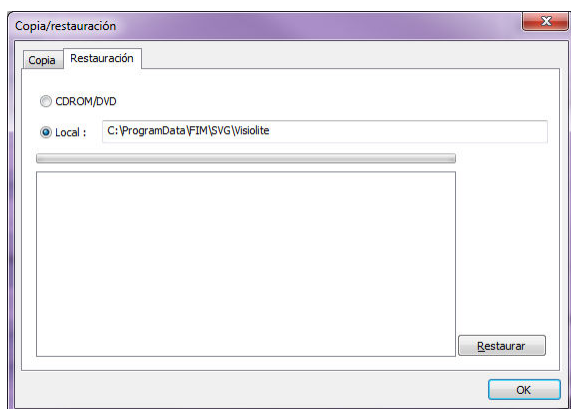 Copia/restauración
Copia Restauración
CDROM/DVD
Local : C:\ProgramData\FIM\SVG\Visiolite
Restaurar
OK